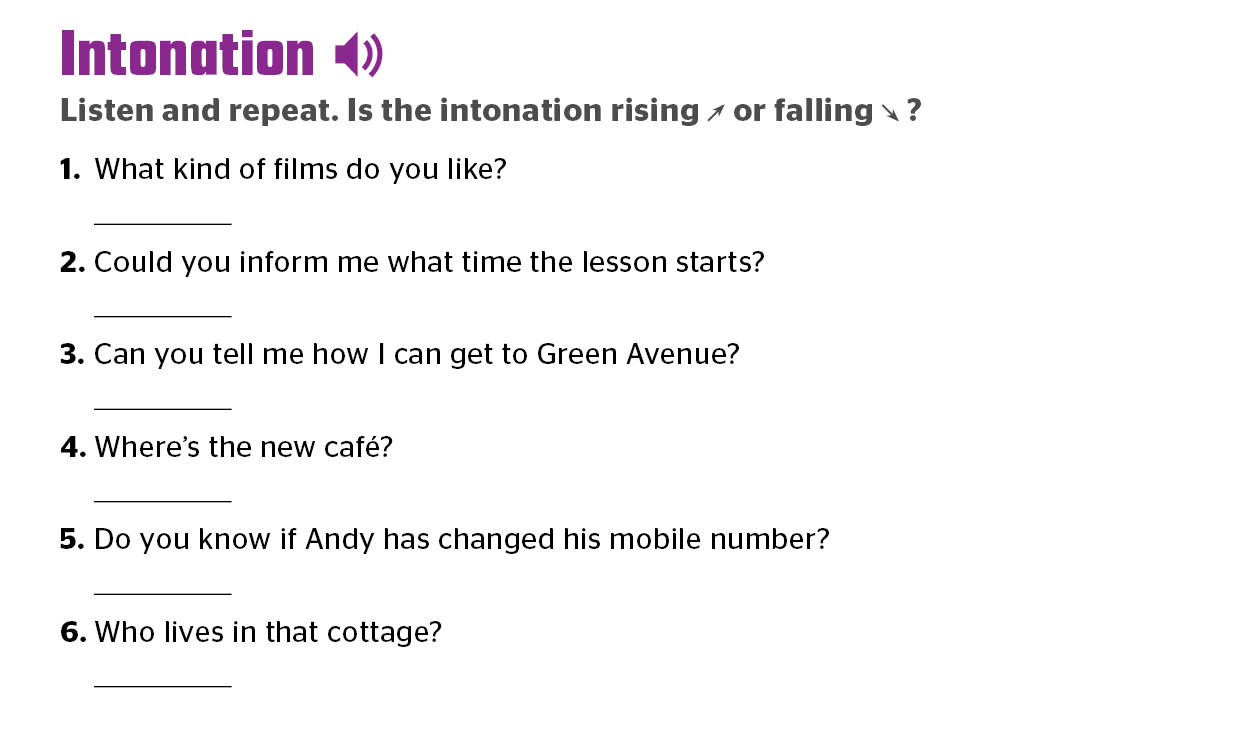 Intonation
Listen and repeat. Is the intonation rising ↗ or falling ↘ ?
1. What kind of films do you like?
__________
2. Could you inform me what time the lesson starts?
__________
3. Can you tell me how I can get to Green Avenue?
__________
4. Where’s the new café?
__________
5. Do you know if Andy has changed his mobile number?
__________
6. Who lives in that cottage?
__________